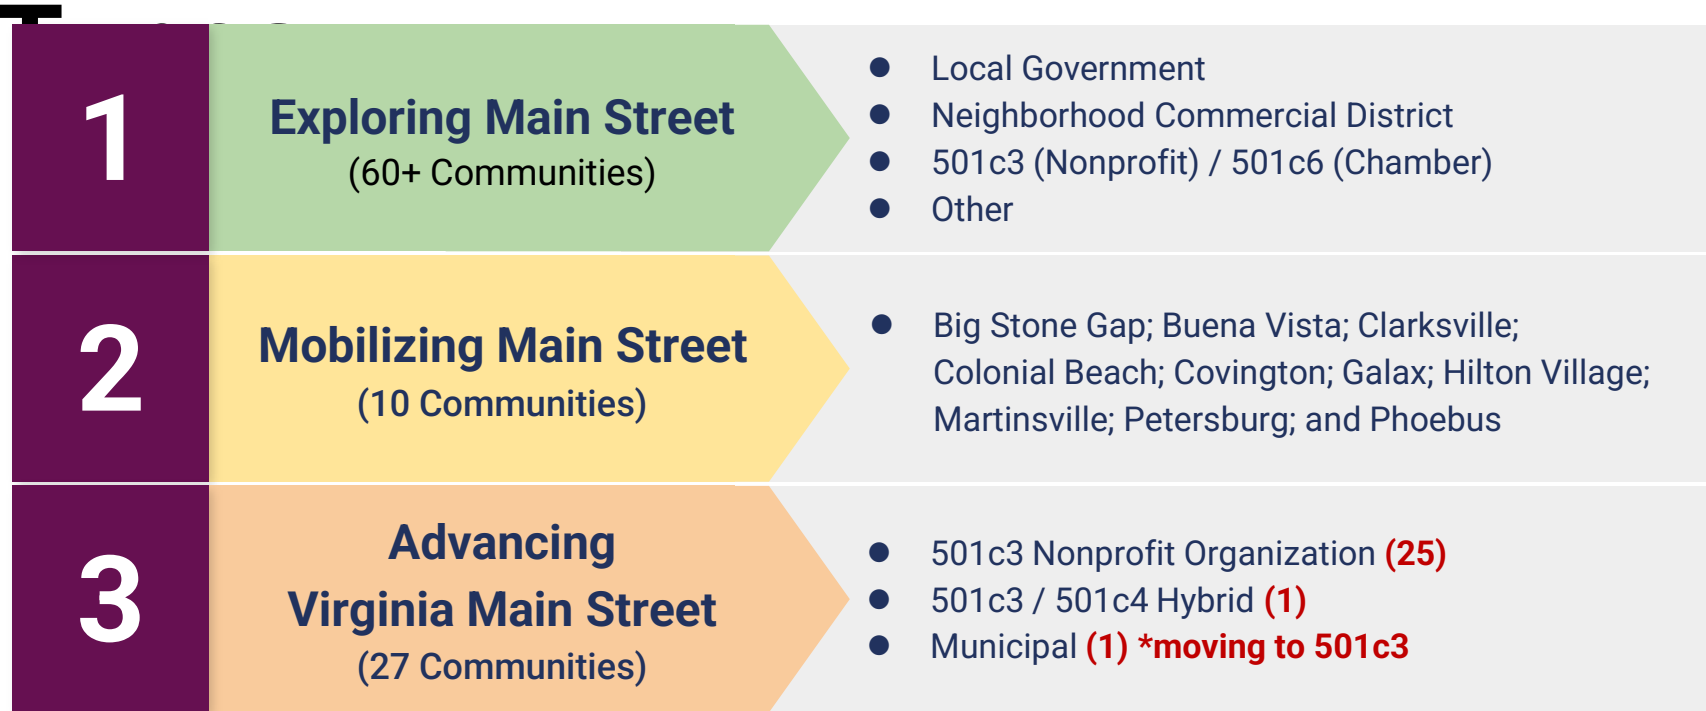 1
Exploring Main Street
(60+ Communities)
● Local Government
● Neighborhood Commercial District
● 501c3 (Nonprofit) / 501c6 (Chamber)
● Other
2
Mobilizing Main Street
(10 Communities)
● Big Stone Gap; Buena Vista; Clarksville;
Colonial Beach; Covington; Galax; Hilton Village;
Martinsville; Petersburg; and Phoebus
3
Advancing
Virginia Main Street
(27 Communities)
● 501c3 Nonprofit Organization (25)
● 501c3 / 501c4 Hybrid (1)
● Municipal (1) *moving to 501c3